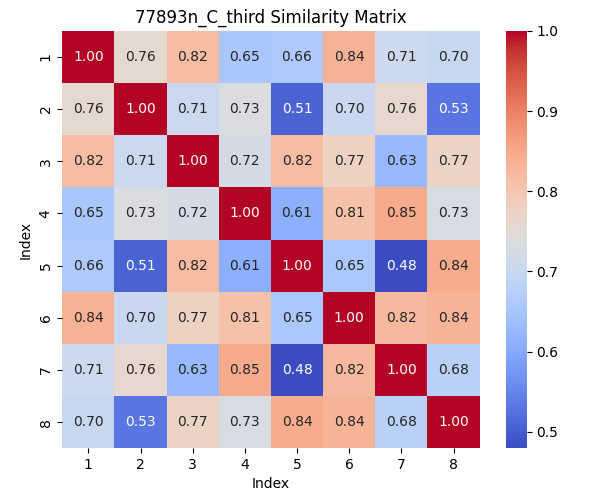 77893n_C_third Similarity Matrix
1 1.00 0.76 0.82 0.65 0.66 0.84 0.71 0.70
2 0.76 1.00 0.71 0.73 0.51 0.70 0.76 0.53
3 0.82 0.71 1.00 0.72 0.82 0.77 0.63 0.77
4 0.65 0.73 0.72 1.00 0.61 0.81 0.85 0.73
5 0.66 0.51 0.82 0.61 1.00 0.65 0.48 0.84
6 0.84 0.70 0.77 0.81 0.65 1.00 0.82 0.84
7 0.71 0.76 0.63 0.85 0.48 0.82 1.00 0.68
8 0.70 0.53 0.77 0.73 0.84 0.84 0.68 1.00
1 2 3 4 5 6 7 8
Index
Index
1.0
0.9
0.8
0.7
0.6
0.5